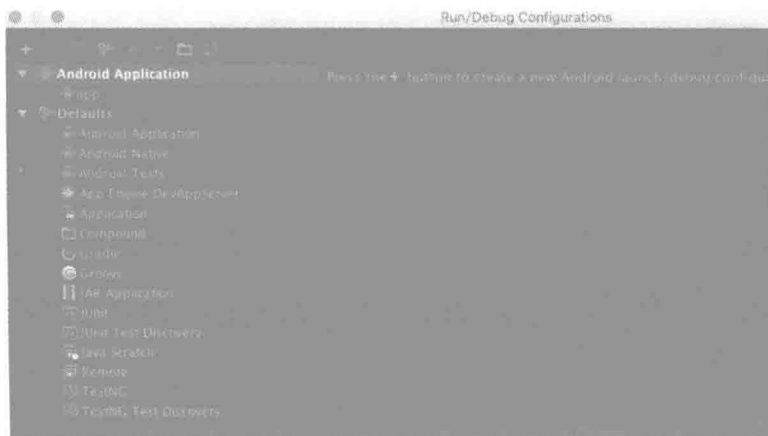 Run/Debug Configurations
Android Application
Press the + button to create a new Android launch/debug configu
app
Defaults
Android Application
Android Native
Android Tests
App Engine DevAppServer
Application
Compound
Gradle
Groovy
JAR Application
JUnit
JUnit Test Discovery
Java Scratch
Remote
TestNG
TestNG Test Discovery